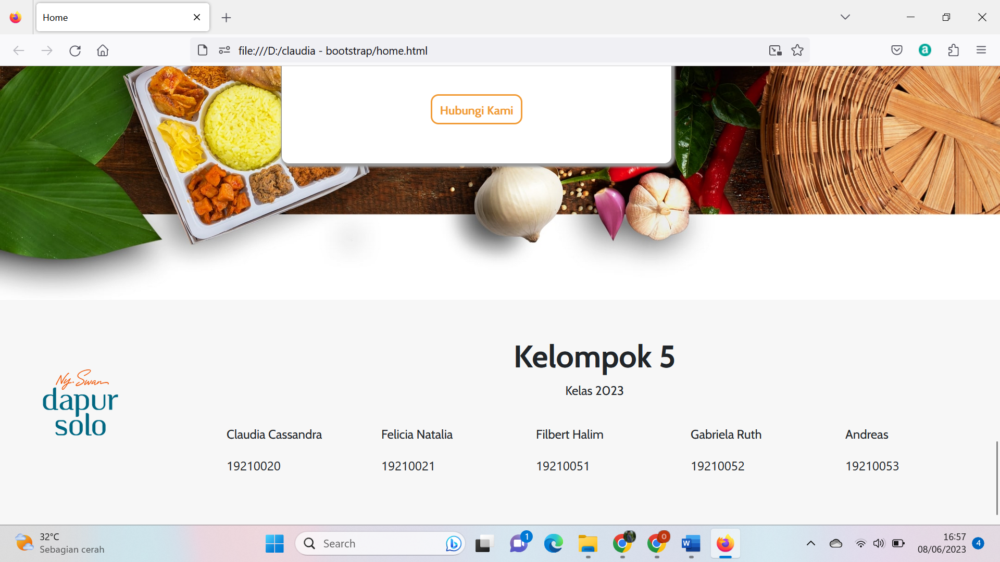 Home
file:///D:/claudia - bootstrap/home.html
a
Hubungi Kami
Kelompok 5
Kelas 2023
Ny. Swan
dapur
solo
Claudia Cassandra Felicia Natalia Filbert Halim Gabriela Ruth Andreas
19210020 19210021 19210051 19210052 19210053
32°C
Sebagian cerah
Search
1
0
W
16:57
08/06/2023
4